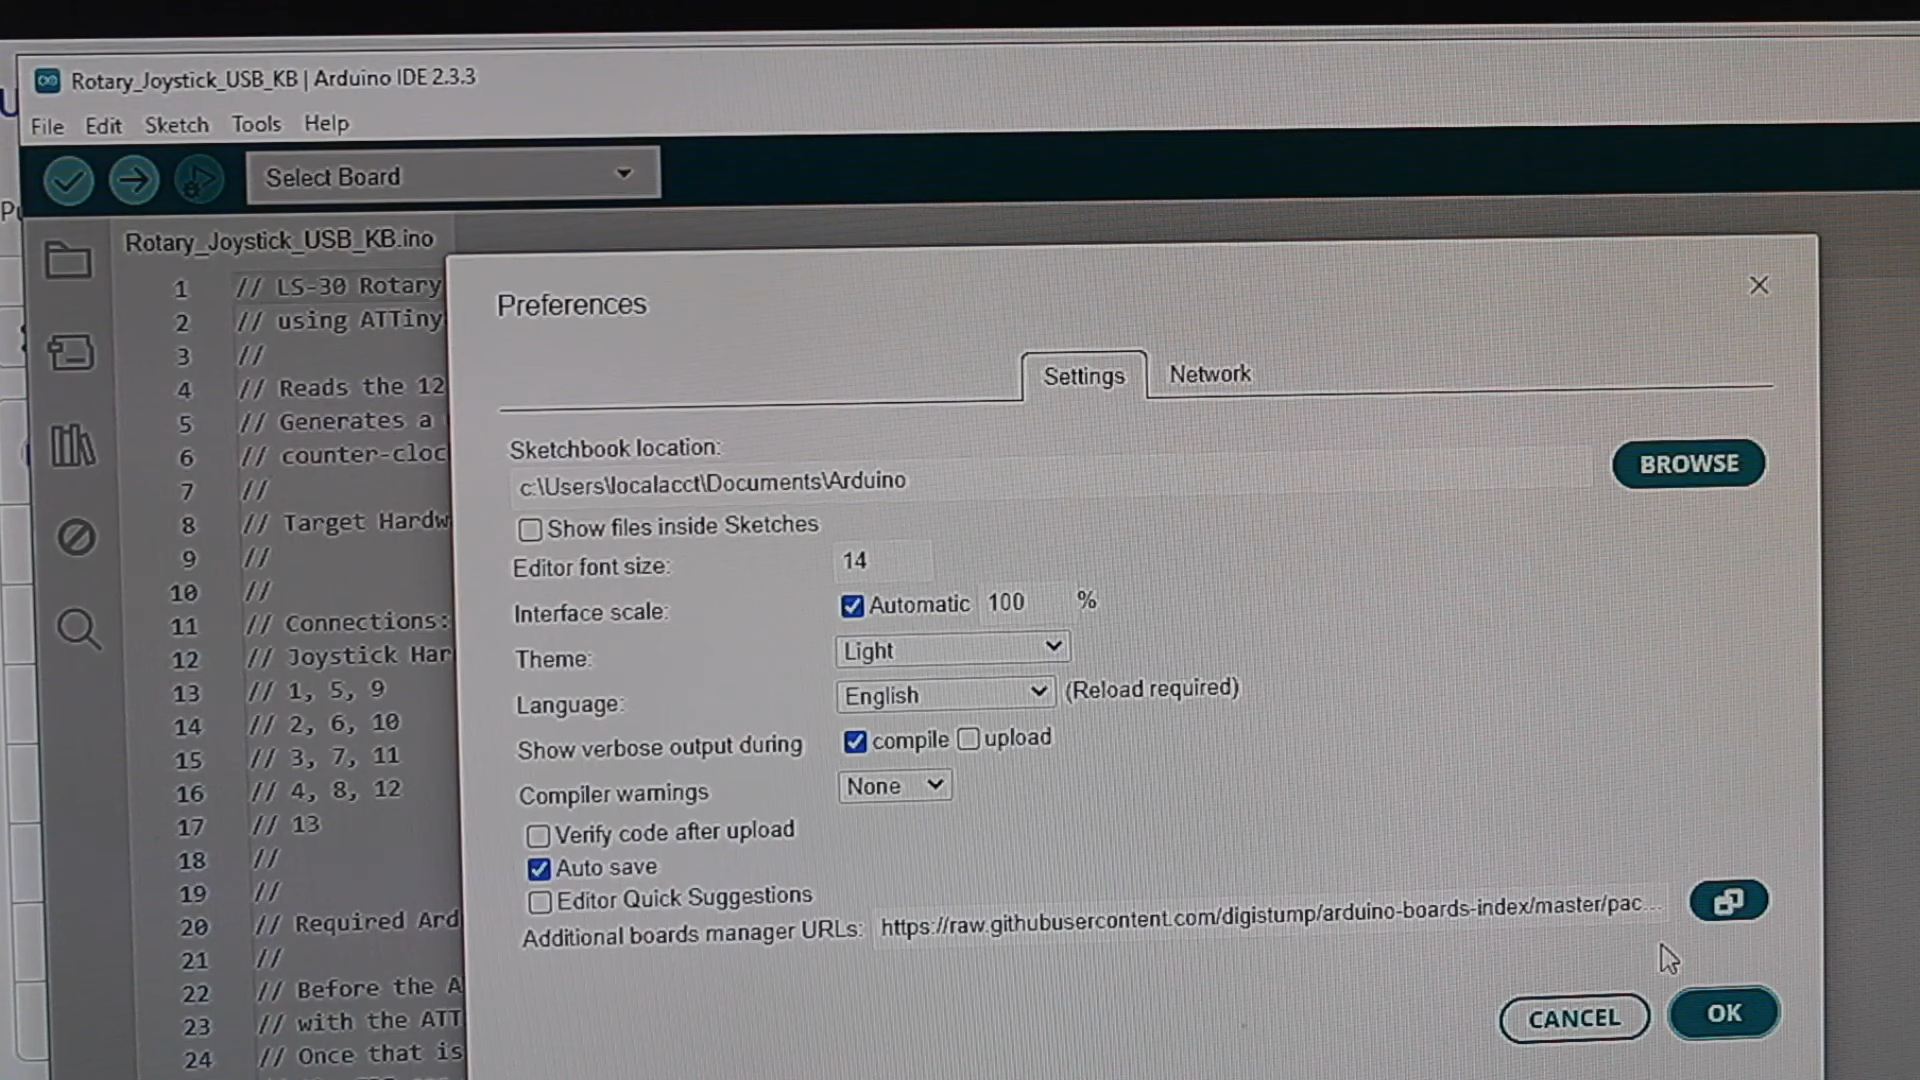 Rotary_Joystick_USB_KB | Arduino IDE 2.3.3
File Edit Sketch Tools Help
Select Board
Rotary_Joystick_USB_KB.ino
1 // LS-30 Rotary
2 // using ATTiny
3 //
4 // Reads the 12
5 // Generates a
6 // counter-cloc
7 //
8 // Target Hardw
9 //
10 //
11 // Connections:
12 // Joystick Har
13 // 1, 5, 9
14 // 2, 6, 10
15 // 3, 7, 11
16 // 4, 8, 12
17 // 13
18 //
19 //
20 // Required Ard
21 //
22 // Before the A
23 // with the ATT
24 // Once that is
Preferences
Settings Network
Sketchbook location:
c:\Users\localacct\Documents\Arduino
BROWSE
Show files inside Sketches
Editor font size: 14
Interface scale: Automatic 100 %
Theme: Light
Language: English (Reload required)
Show verbose output during compile upload
Compiler warnings None
Verify code after upload
Auto save
Editor Quick Suggestions
Additional boards manager URLs: https://raw.githubusercontent.com/digistump/arduino-boards-index/master/pac...
CANCEL OK